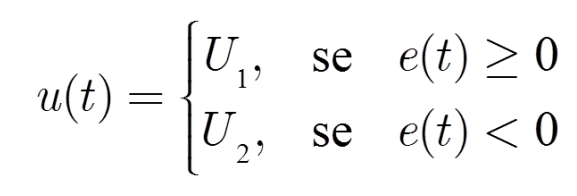 u(t) = { U₁, se e(t) ≥ 0
U₂, se e(t) < 0